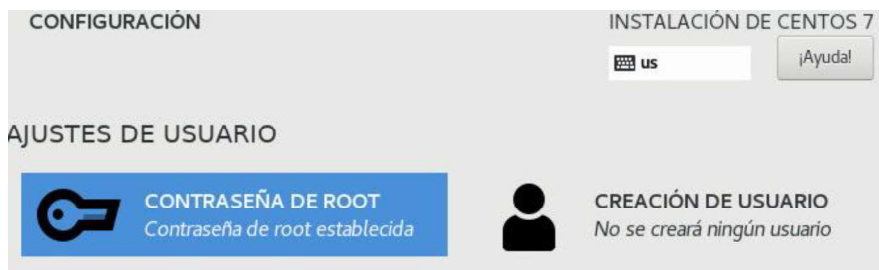 CONFIGURACIÓN
INSTALACIÓN DE CENTOS 7
us
¡Ayuda!
AJUSTES DE USUARIO
CONTRASEÑA DE ROOT
Contraseña de root establecida
CREACIÓN DE USUARIO
No se creará ningún usuario